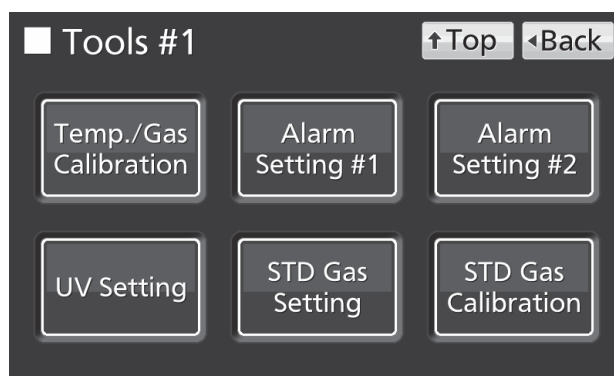 Tools #1
↑Top
◂Back
Temp./Gas
Calibration
Alarm
Setting #1
Alarm
Setting #2
UV Setting
STD Gas
Setting
STD Gas
Calibration